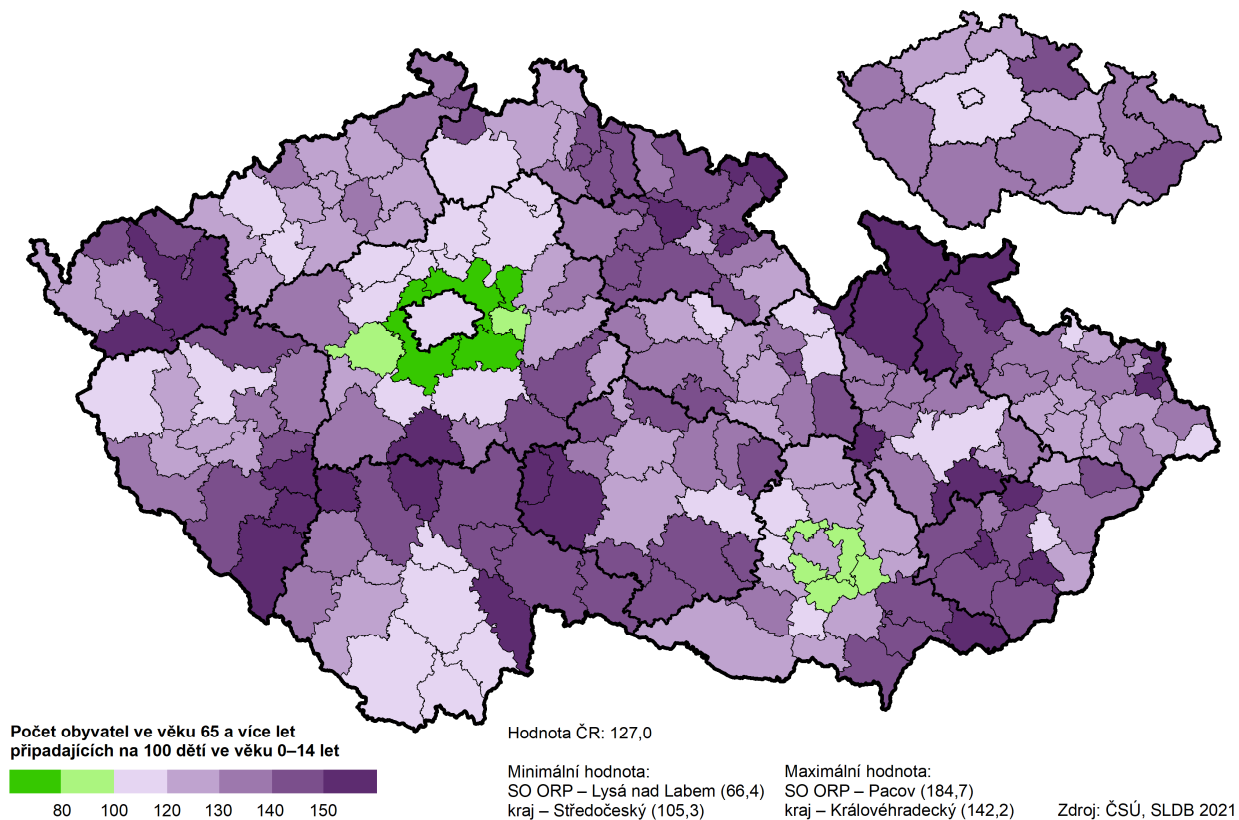 Počet obyvatel ve věku 65 a více let
připadajících na 100 dětí ve věku 0–14 let
80 100 120 130 140 150
Hodnota ČR: 127,0
Minimální hodnota:
SO ORP – Lysá nad Labem (66,4)
kraj – Středočeský (105,3)
Maximální hodnota:
SO ORP – Pacov (184,7)
kraj – Královéhradecký (142,2)
Zdroj: ČSÚ, SLDB 2021